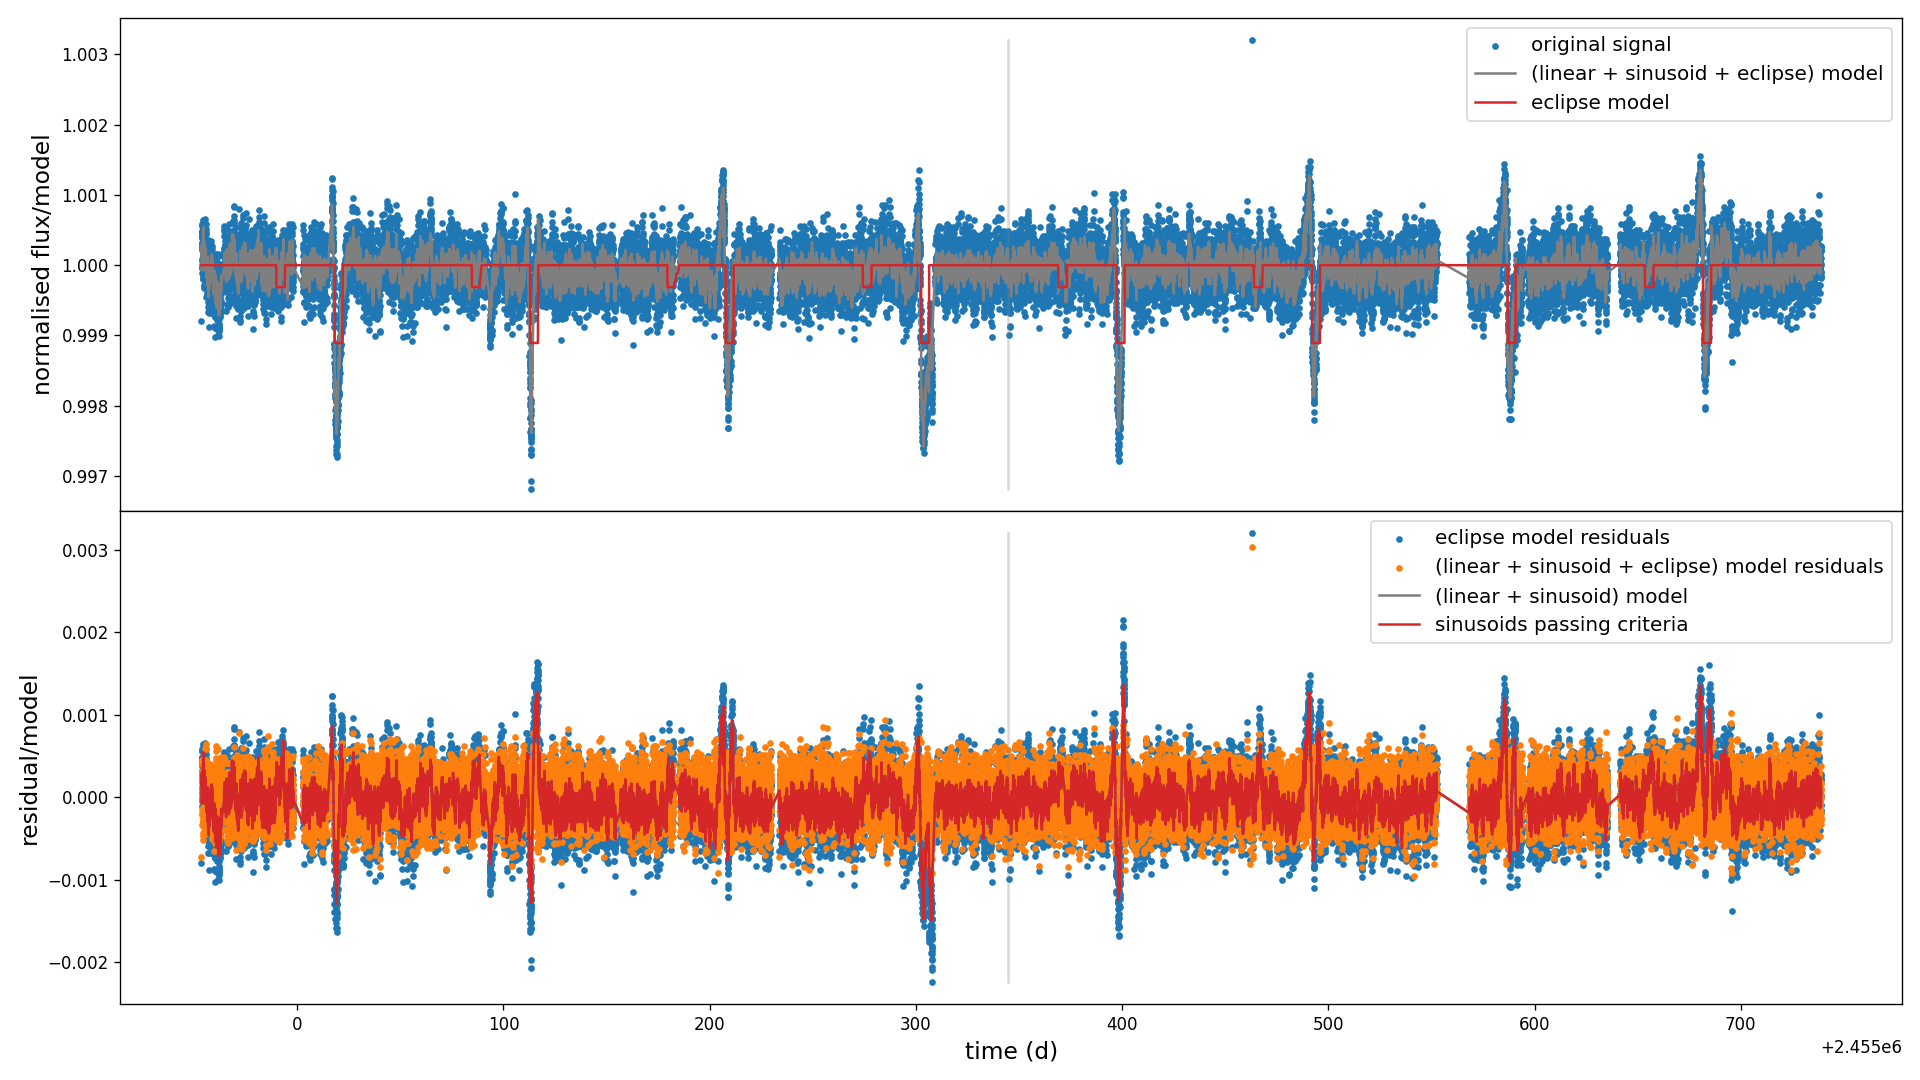 normalised flux/model
1.003
1.002
1.001
1.000
0.999
0.998
0.997
original signal
(linear + sinusoid + eclipse) model
eclipse model
residual/model
0.003
0.002
0.001
0.000
−0.001
−0.002
eclipse model residuals
(linear + sinusoid + eclipse) model residuals
(linear + sinusoid) model
sinusoids passing criteria
0 100 200 300 400 500 600 700
time (d)
+2.455e6